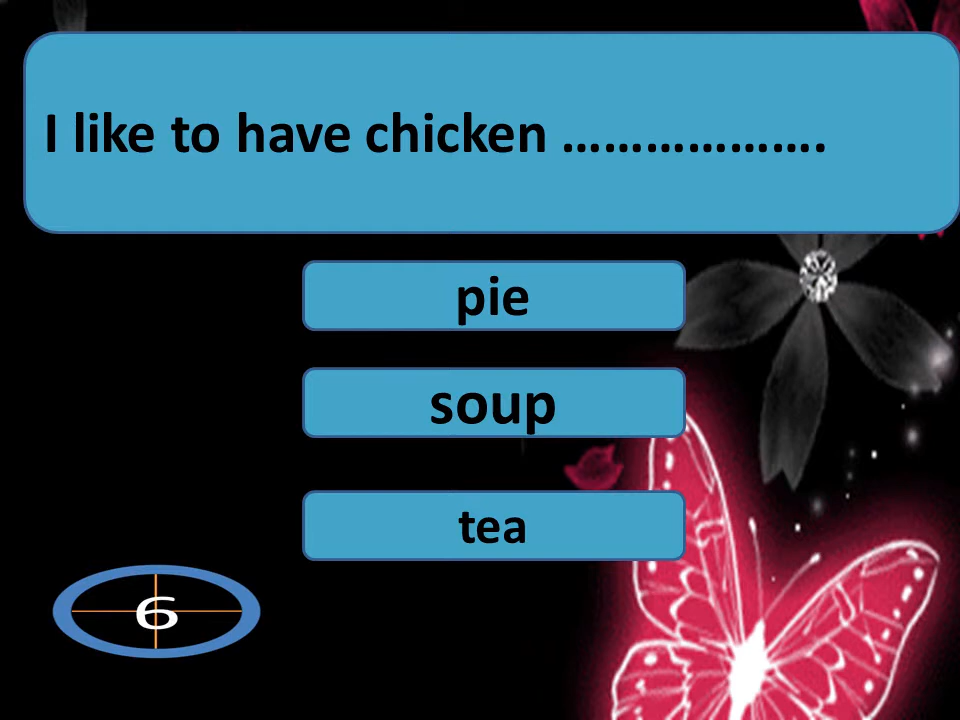 I like to have chicken ……………….
pie
soup
tea
6